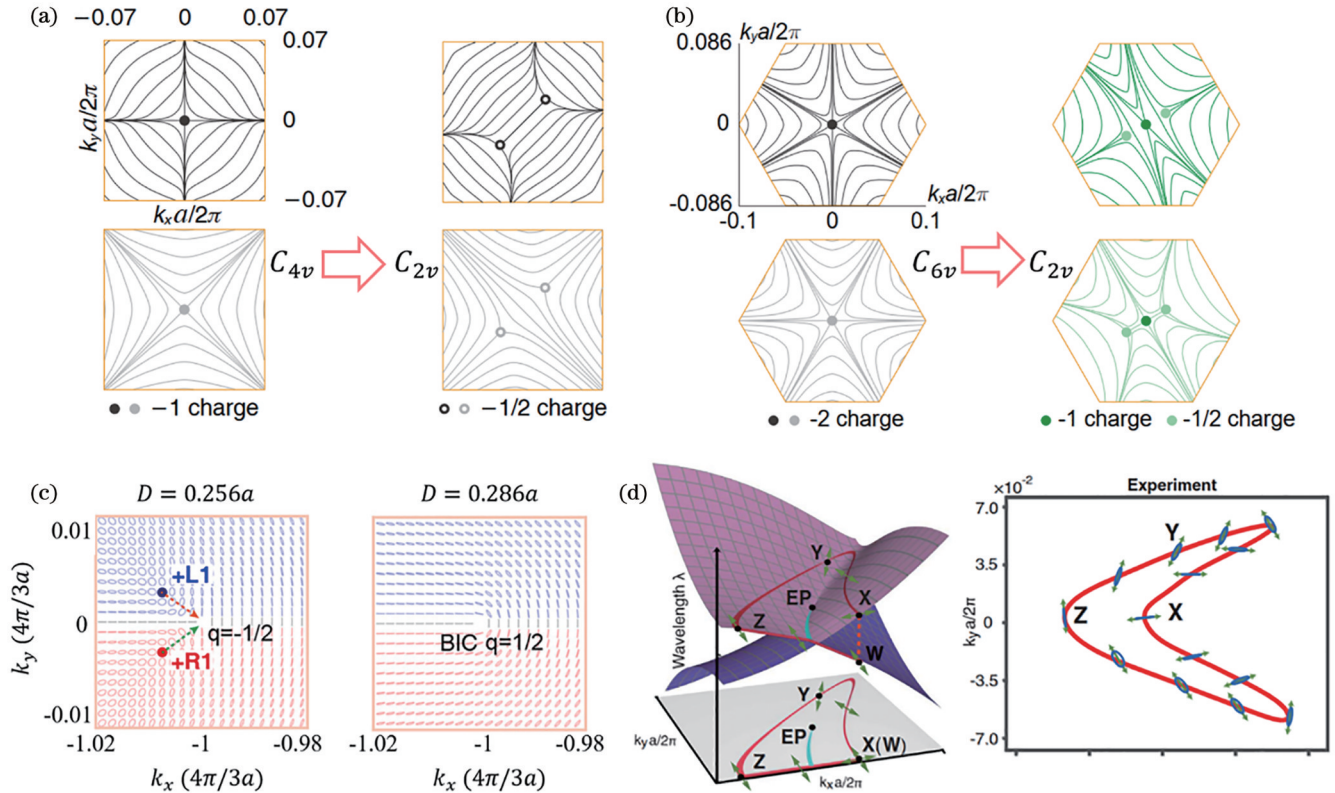 (a)
−0.07 0 0.07
0.07
0
−0.07
kya/2π
kxa/2π
C4v
C2v
−1 charge
−1/2 charge
(b)
kya/2π
0.086
0
-0.086
kxa/2π
-0.1 0 0.1
C6v
C2v
-2 charge
-1 charge
-1/2 charge
(c)
D = 0.256a
D = 0.286a
0.01
0
-0.01
ky (4π/3a)
+L1
q=-1/2
+R1
BIC q=1/2
-1.02 -1 -0.98
-1.02 -1 -0.98
kx (4π/3a)
kx (4π/3a)
(d)
Wavelength λ
Y
EP
X
Z
W
Y
EP
Z
X(W)
kya/2π
kxa/2π
Experiment
×10-2
7.0
3.5
0
-3.5
-7.0
kya/2π
Y
Z
X